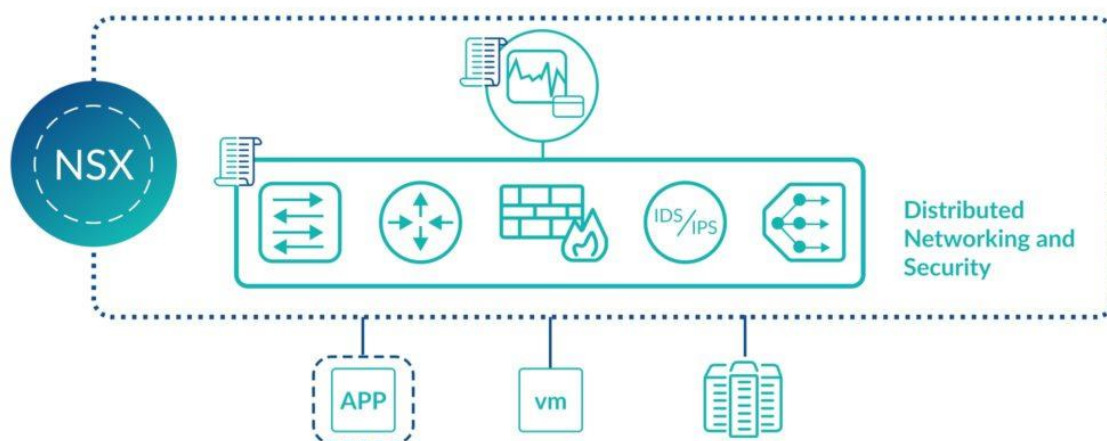 NSX
IDS/IPS
Distributed
Networking and
Security
APP
vm